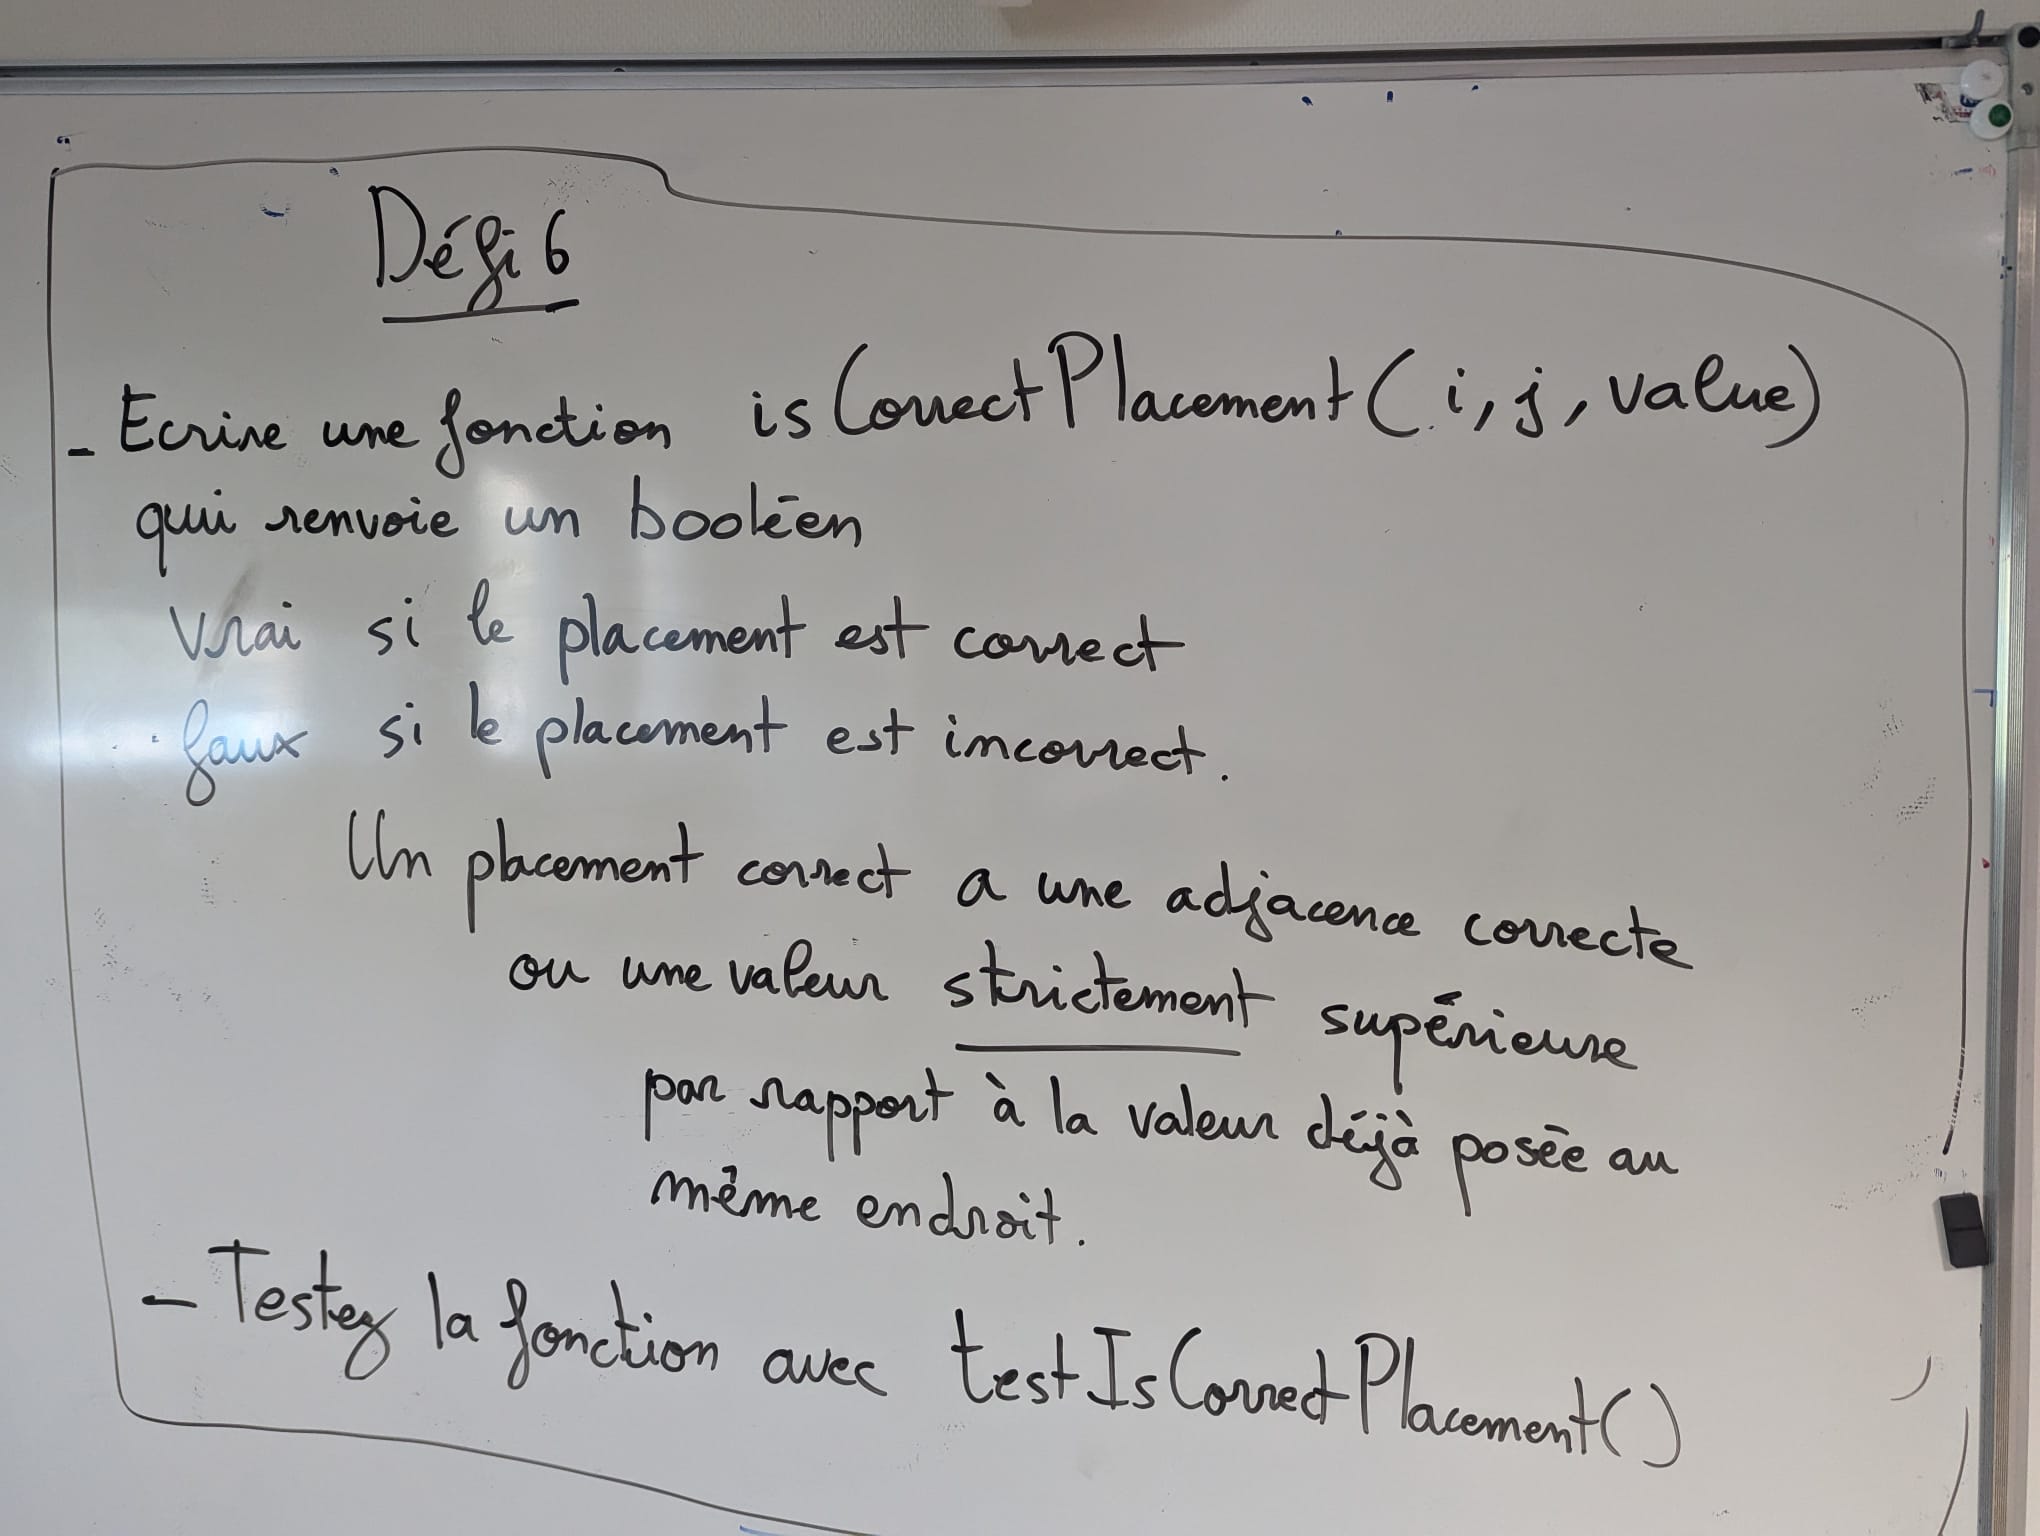 Défi 6
- Ecrire une fonction isCorrectPlacement(i, j, value)
qui renvoie un booléen
vrai si le placement est correct
faux si le placement est incorrect.
Un placement correct a une adjacence correcte
ou une valeur strictement supérieure
par rapport à la valeur déjà posée au
même endroit.
- Testez la fonction avec testIsCorrectPlacement()